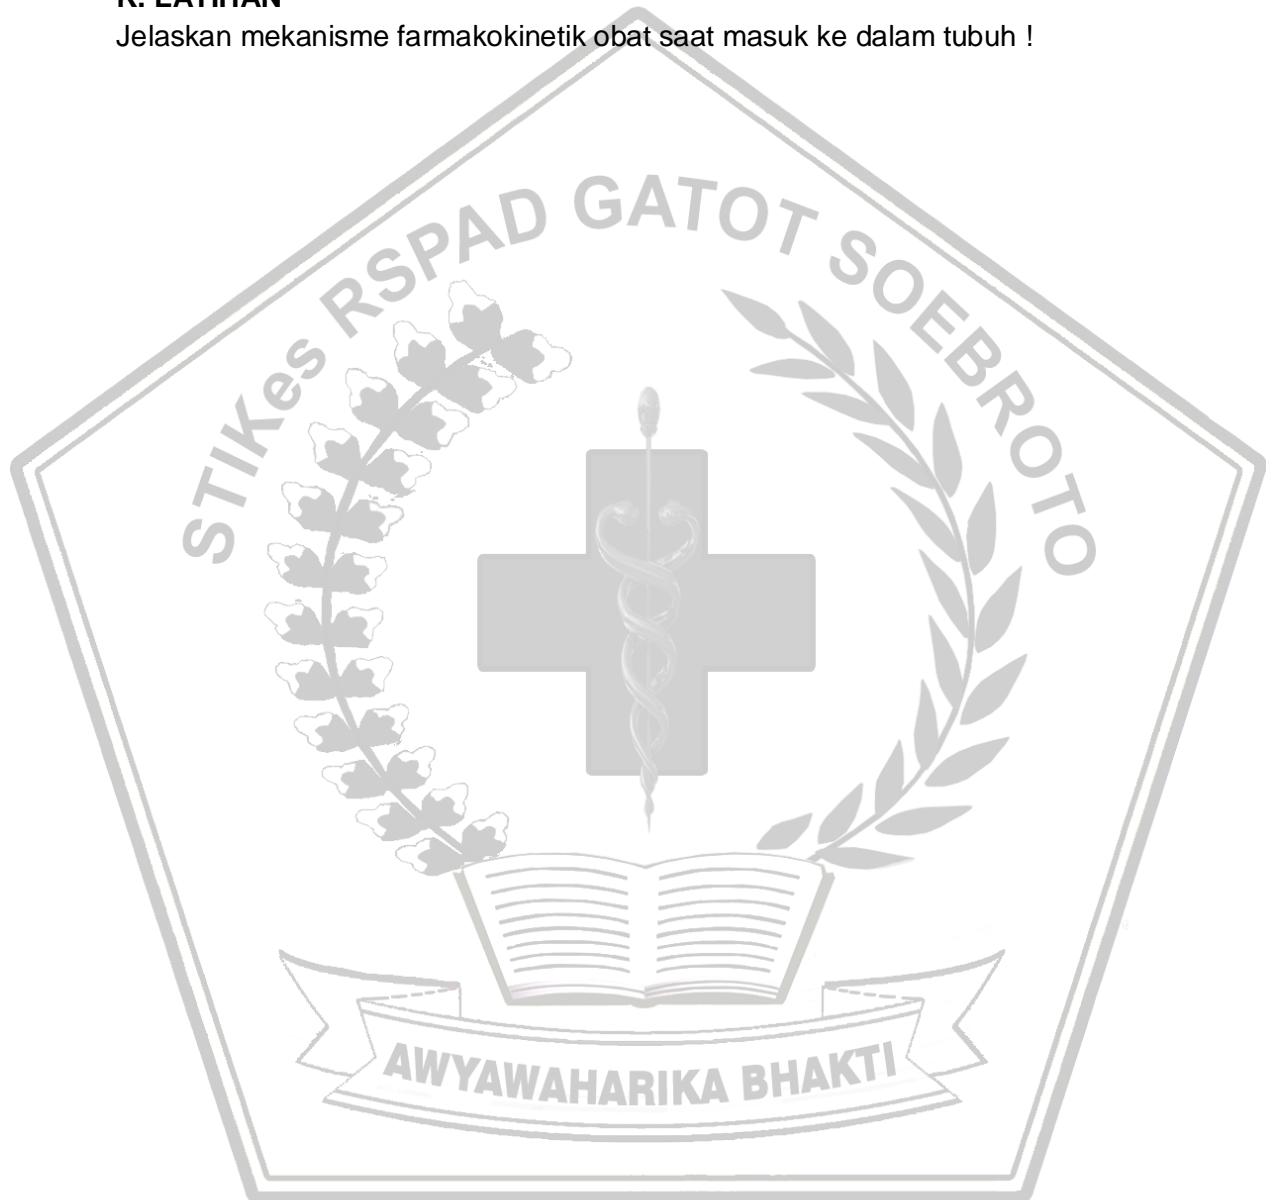 K. LATIHAN
Jelaskan mekanisme farmakokinetik obat saat masuk ke dalam tubuh !
STIKes RSPAD GATOT SOEBROTO
AWYAWAHARIKA BHAKTI